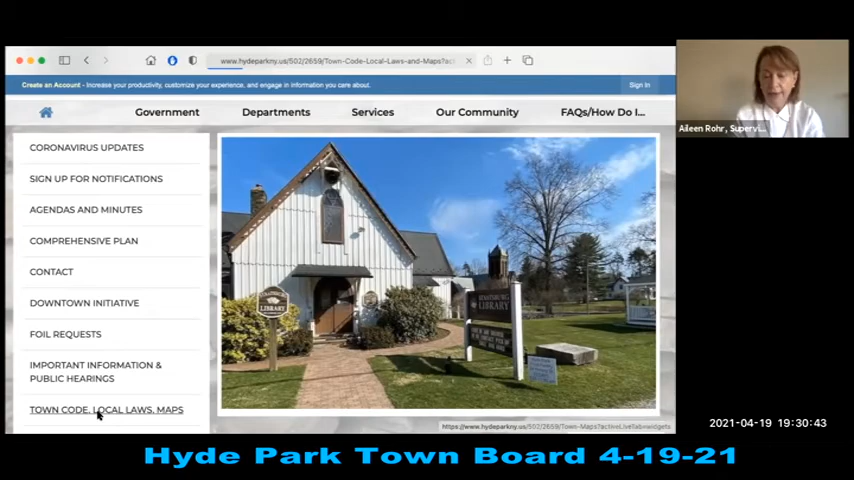 www.hydeparkny.us/502/2659/Town-Code-Local-Laws-and-Maps?ac
Create an Account - Increase your productivity, customize your experience, and engage in information you care about.
Sign In
Government
Departments
Services
Our Community
FAQs/How Do I...
CORONAVIRUS UPDATES
SIGN UP FOR NOTIFICATIONS
AGENDAS AND MINUTES
COMPREHENSIVE PLAN
CONTACT
DOWNTOWN INITIATIVE
FOIL REQUESTS
IMPORTANT INFORMATION &
PUBLIC HEARINGS
TOWN CODE, LOCAL LAWS, MAPS
LIBRARY
STAATSBURG
LIBRARY
https://www.hydeparkny.us/502/2659/Town-Maps?activeLiveTab=widgets
Aileen Rohr, Supervi...
2021-04-19 19:30:43
Hyde Park Town Board 4-19-21